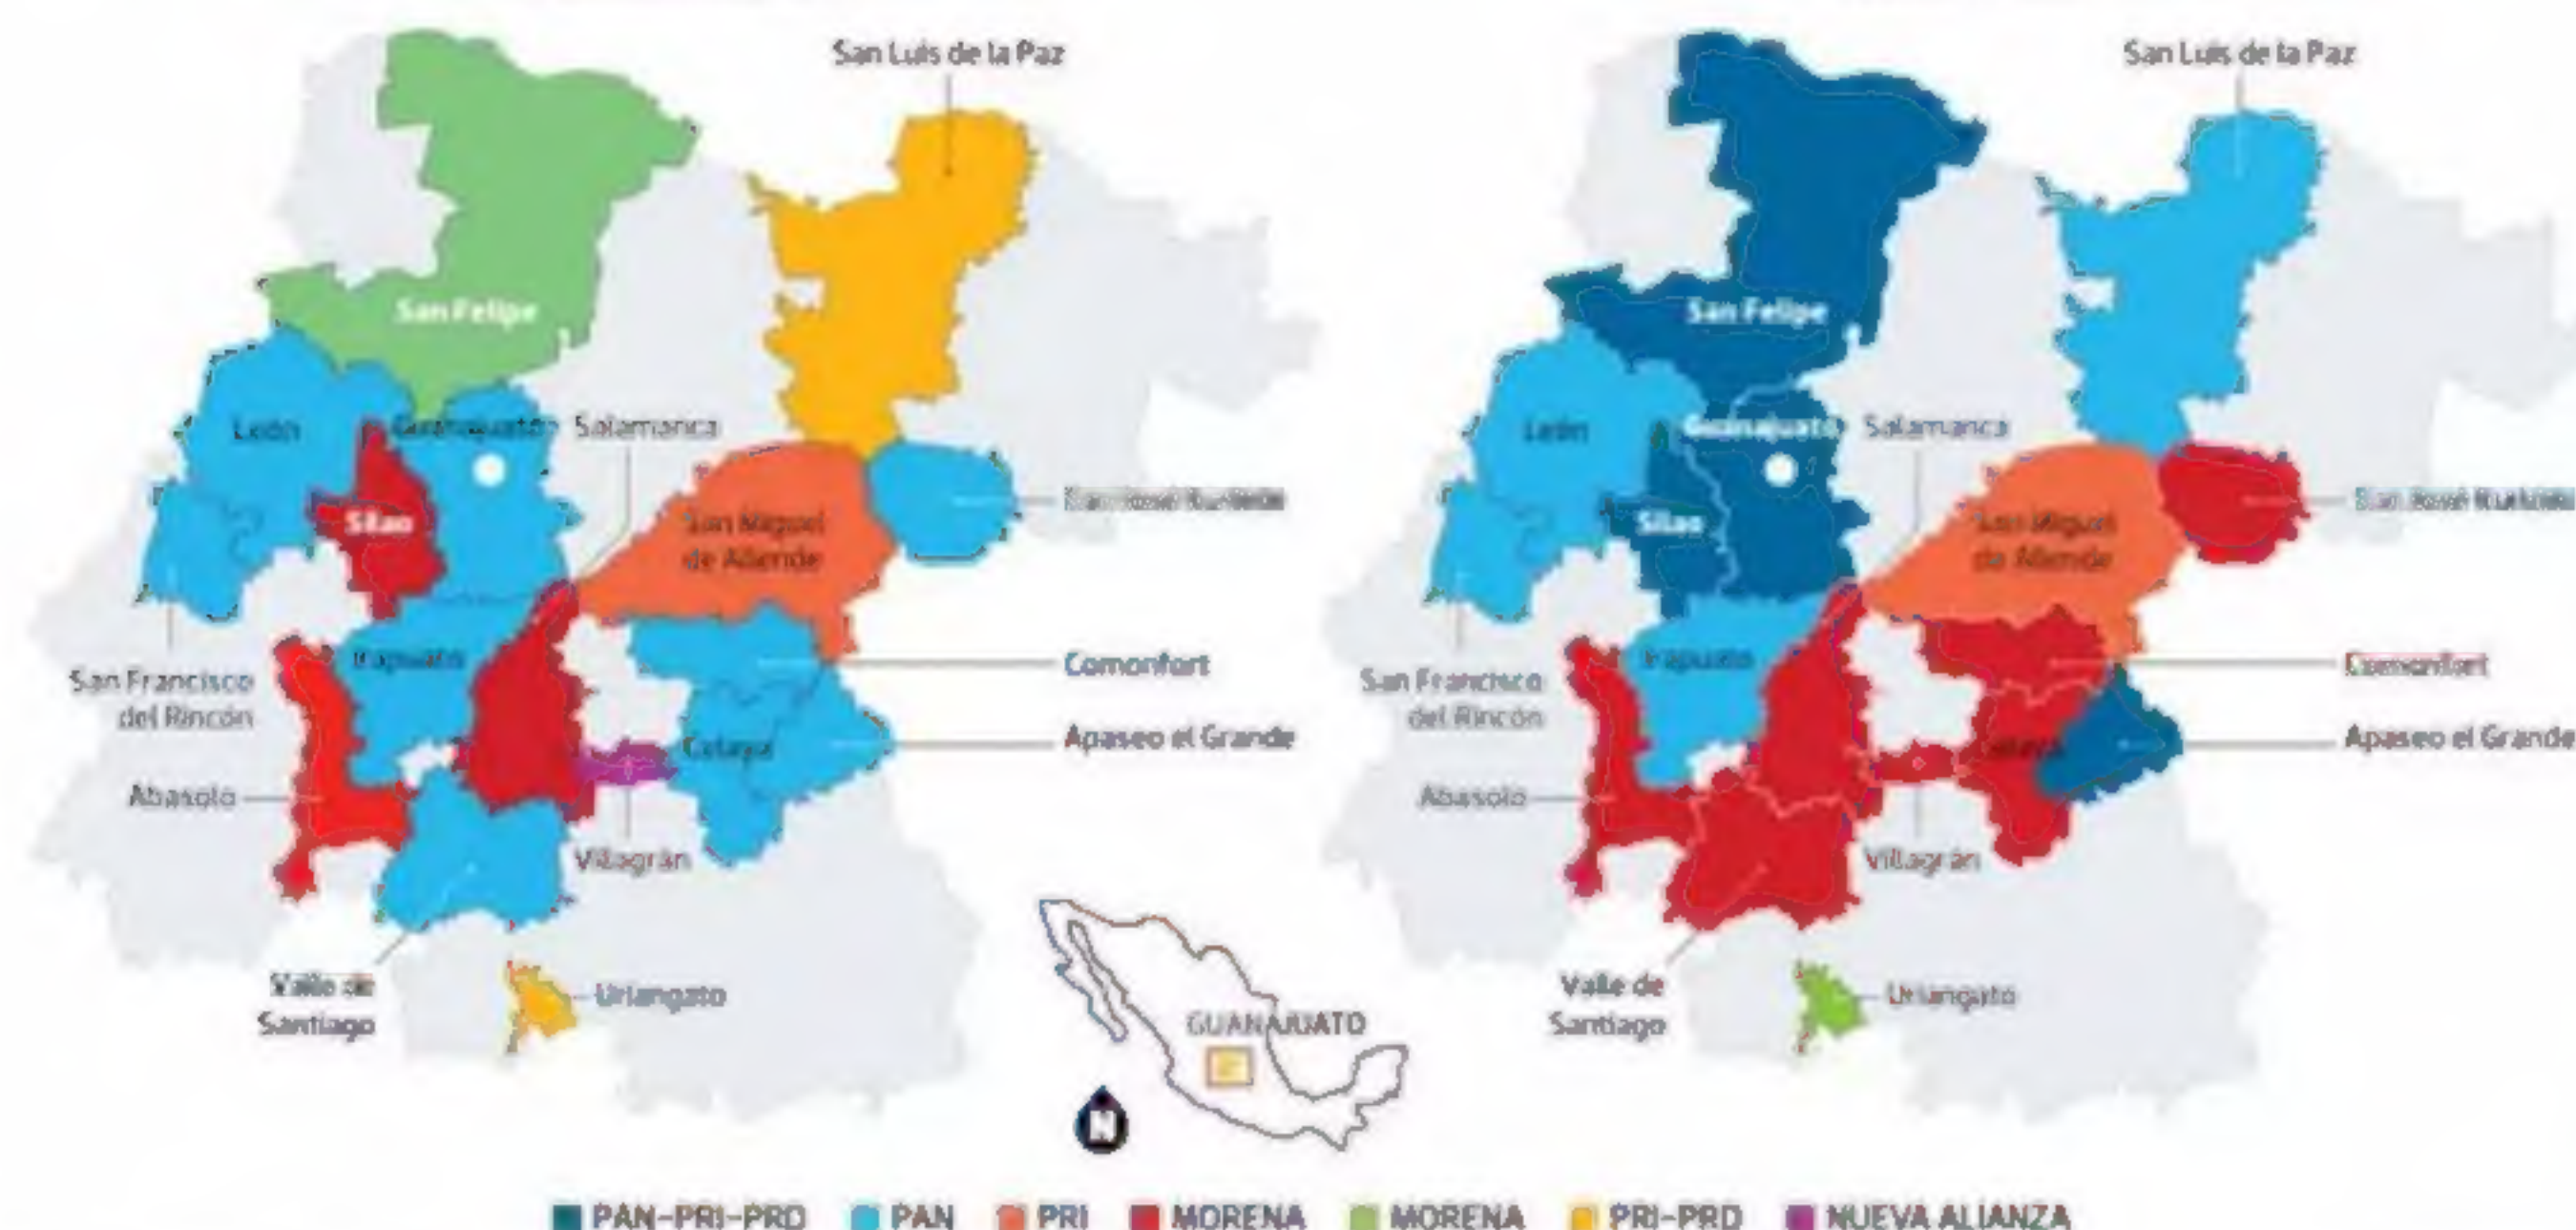 San Luis de la Paz
San Felipe
León
Guanajuato
Salamanca
Silao
San Miguel
de Allende
Irapuato
San Francisco
del Rincón
Comonfort
Celaya
Apaseo el Grande
Abasolo
Villagrán
Valle de
Santiago
Uriangato
San Luis de la Paz
San Felipe
León
Guanajuato
Salamanca
Silao
San Miguel
de Allende
Irapuato
San Francisco
del Rincón
Comonfort
Apaseo el Grande
Abasolo
Villagrán
Valle de
Santiago
Uriangato
GUANAJUATO
N
PAN-PRI-PRD PAN PRI MORENA MORENA PRI-PRD NUEVA ALIANZA